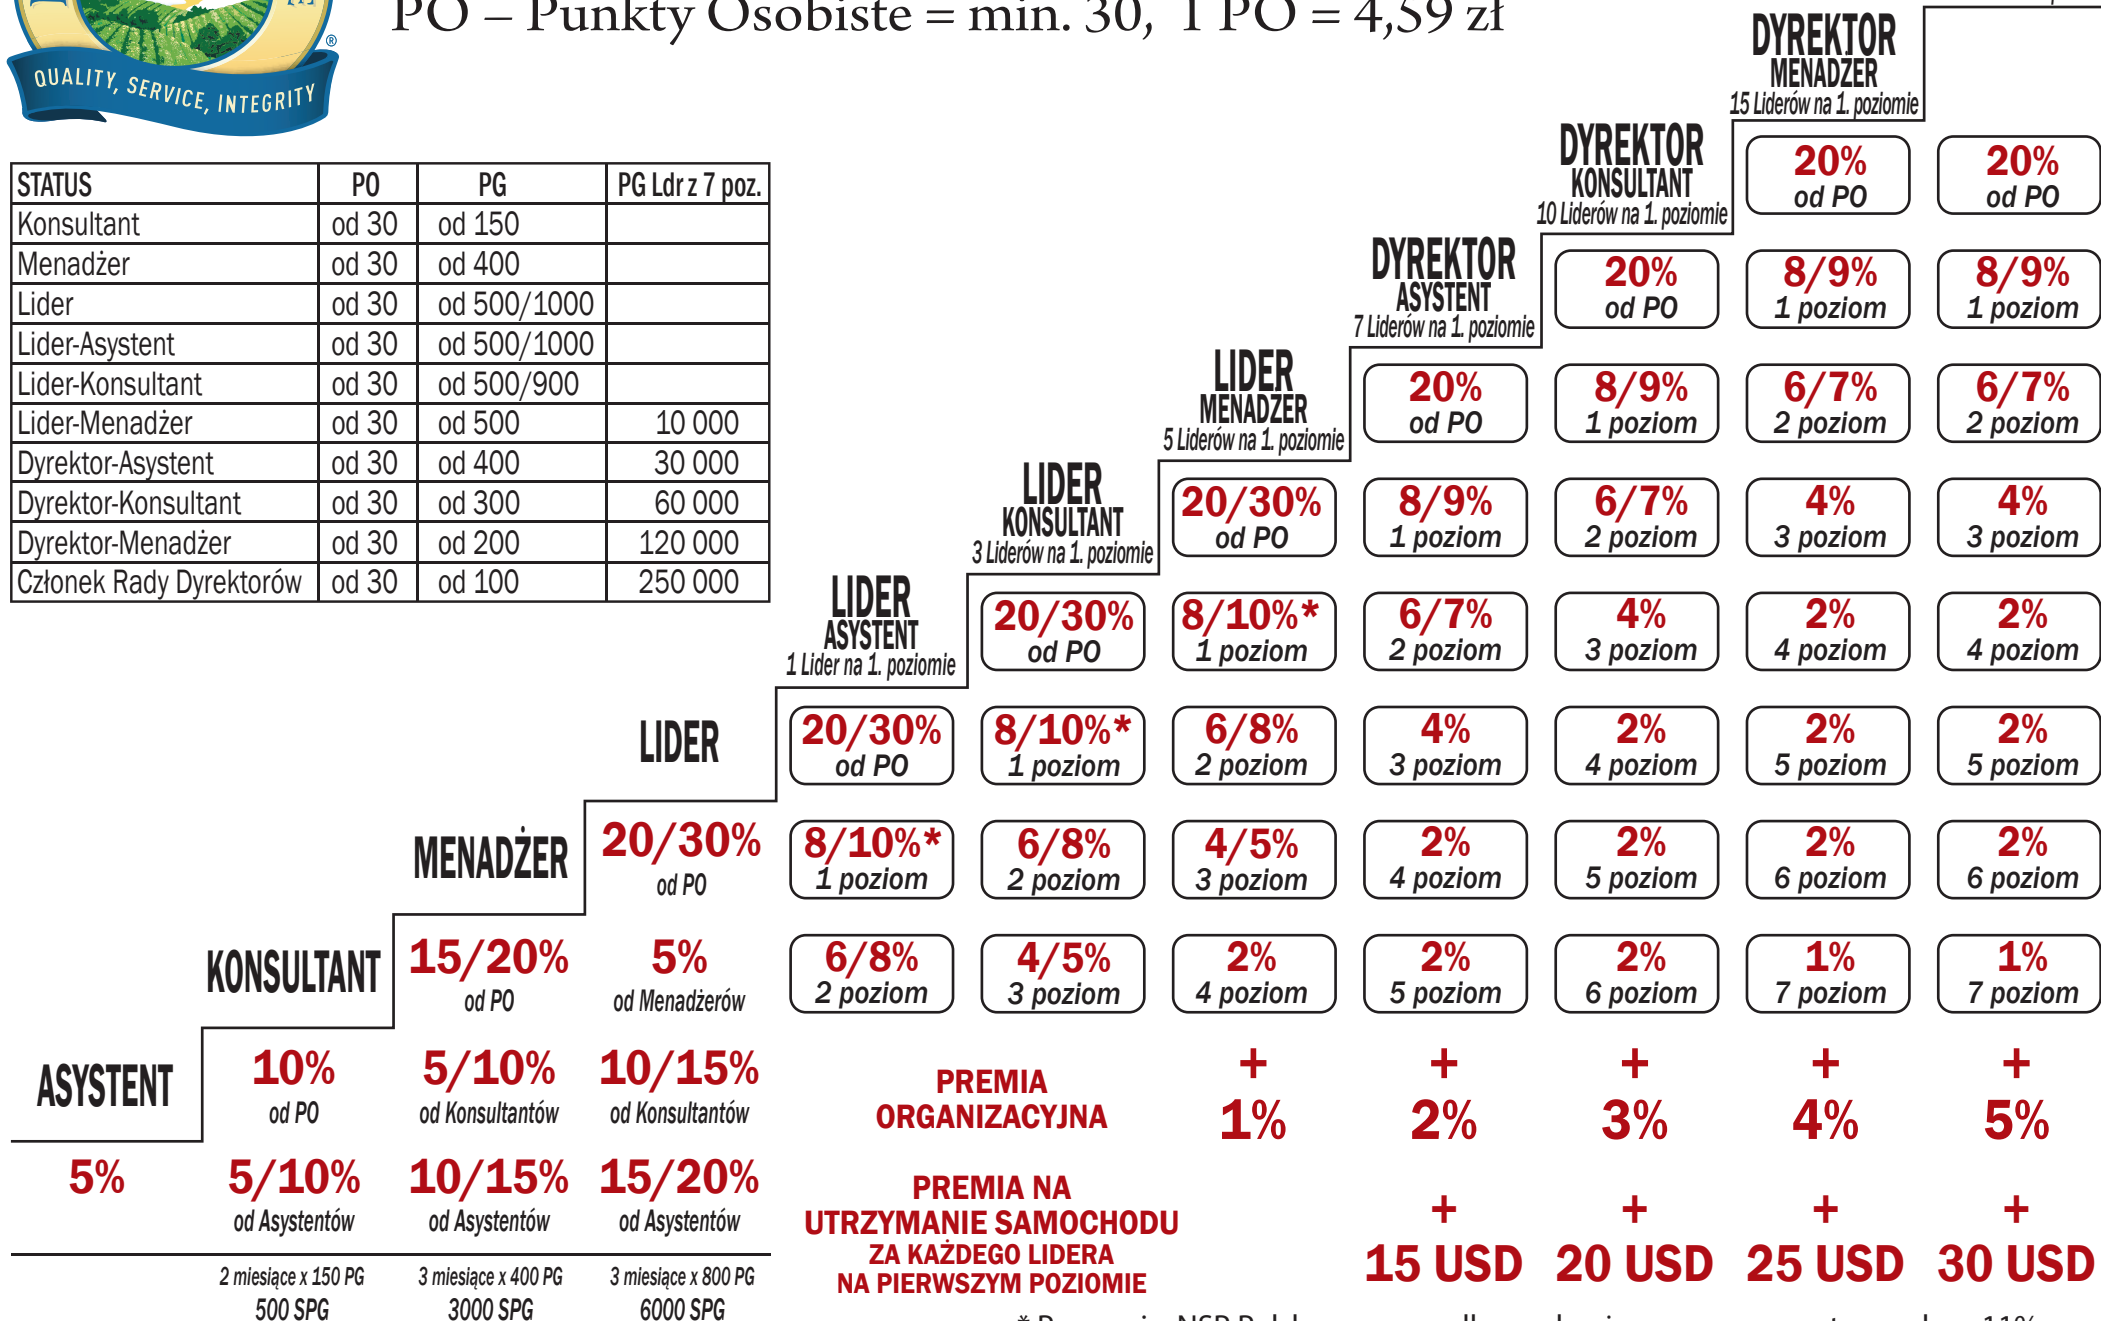 PO – Punkty Osobiste = min. 30, 1 PO = 4,59 zł
QUALITY, SERVICE, INTEGRITY
®
STATUS PO PG PG Ldr z 7 poz.
Konsultant od 30 od 150
Menadżer od 30 od 400
Lider od 30 od 500/1000
Lider-Asystent od 30 od 500/1000
Lider-Konsultant od 30 od 500/900
Lider-Menadżer od 30 od 500 10 000
Dyrektor-Asystent od 30 od 400 30 000
Dyrektor-Konsultant od 30 od 300 60 000
Dyrektor-Menadżer od 30 od 200 120 000
Członek Rady Dyrektorów od 30 od 100 250 000
ASYSTENT
5%
KONSULTANT
10%
od PO
5/10%
od Asystentów
2 miesiące x 150 PG
500 SPG
MENADŻER
15/20%
od PO
5/10%
od Konsultantów
10/15%
od Asystentów
3 miesiące x 400 PG
3000 SPG
LIDER
20/30%
od PO
5%
od Menadżerów
10/15%
od Konsultantów
15/20%
od Asystentów
3 miesiące x 800 PG
6000 SPG
LIDER
ASYSTENT
1 Lider na 1. poziomie
20/30%
od PO
8/10%*
1 poziom
6/8%
2 poziom
LIDER
KONSULTANT
3 Liderów na 1. poziomie
20/30%
od PO
8/10%*
1 poziom
6/8%
2 poziom
4/5%
3 poziom
LIDER
MENADŻER
5 Liderów na 1. poziomie
20/30%
od PO
8/10%*
1 poziom
6/8%
2 poziom
4/5%
3 poziom
2%
4 poziom
+
1%
DYREKTOR
ASYSTENT
7 Liderów na 1. poziomie
20%
od PO
8/9%
1 poziom
6/7%
2 poziom
4%
3 poziom
2%
4 poziom
2%
5 poziom
+
2%
+
15 USD
DYREKTOR
KONSULTANT
10 Liderów na 1. poziomie
20%
od PO
8/9%
1 poziom
6/7%
2 poziom
4%
3 poziom
2%
4 poziom
2%
5 poziom
2%
6 poziom
+
3%
+
20 USD
DYREKTOR
MENADŻER
15 Liderów na 1. poziomie
20%
od PO
8/9%
1 poziom
6/7%
2 poziom
4%
3 poziom
2%
4 poziom
2%
5 poziom
2%
6 poziom
1%
7 poziom
+
4%
+
25 USD
20%
od PO
8/9%
1 poziom
6/7%
2 poziom
4%
3 poziom
2%
4 poziom
2%
5 poziom
2%
6 poziom
1%
7 poziom
+
5%
+
30 USD
PREMIA
ORGANIZACYJNA
PREMIA NA
UTRZYMANIE SAMOCHODU
ZA KAŻDEGO LIDERA
NA PIERWSZYM POZIOMIE